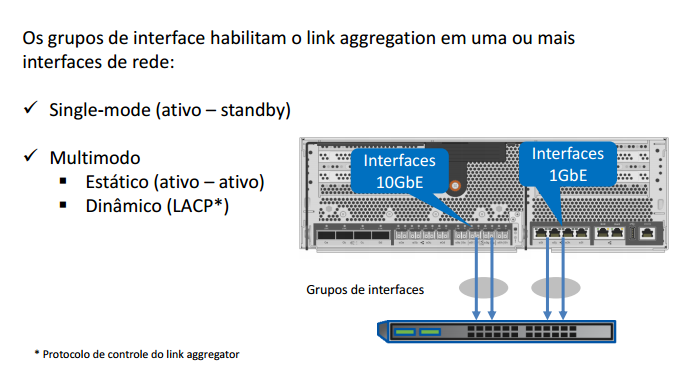 Os grupos de interface habilitam o link aggregation em uma ou mais
interfaces de rede:
✓ Single-mode (ativo – standby)
✓ Multimodo
▪ Estático (ativo – ativo)
▪ Dinâmico (LACP*)
Interfaces
10GbE
Interfaces
1GbE
Grupos de interfaces
* Protocolo de controle do link aggregator